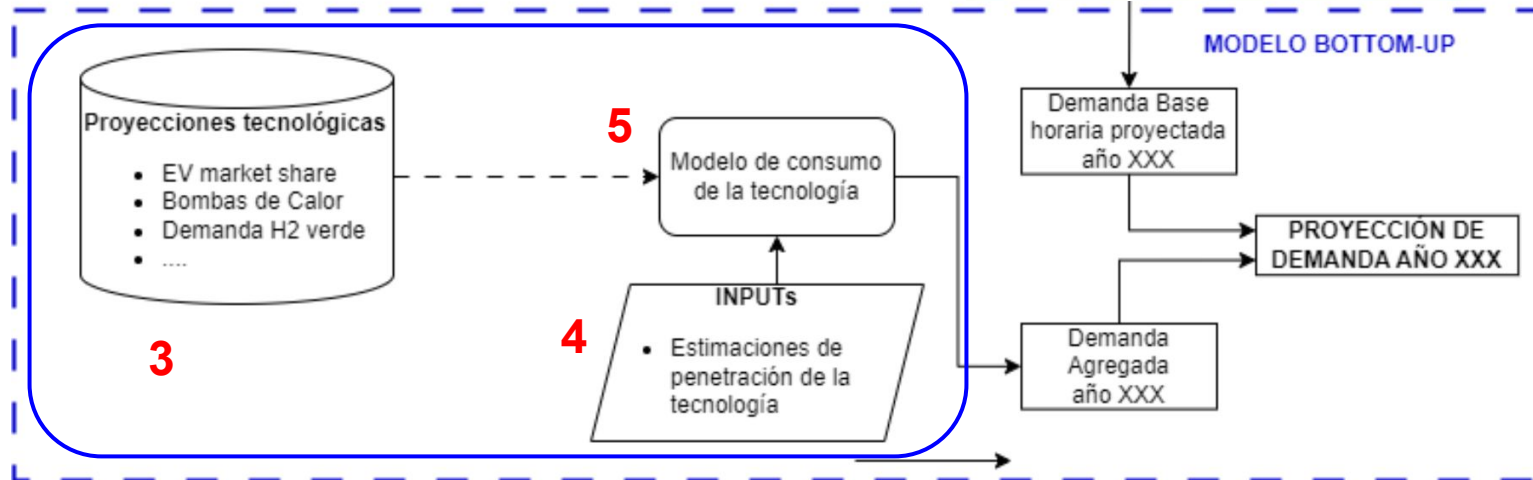 MODELO BOTTOM-UP
Proyecciones tecnológicas
• EV market share
• Bombas de Calor
• Demanda H2 verde
• ....
3
5
Modelo de consumo
de la tecnología
4
INPUTs
• Estimaciones de
penetración de la
tecnología
Demanda Base
horaria proyectada
año XXX
PROYECCIÓN DE
DEMANDA AÑO XXX
Demanda
Agregada
año XXX